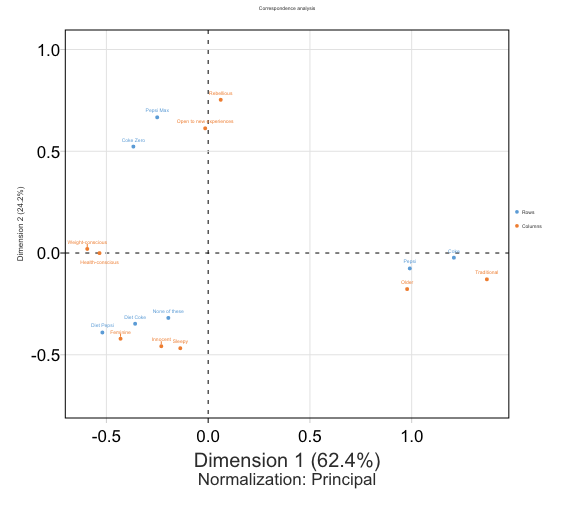 Correspondence analysis
1.0
0.5
0.0
-0.5
Dimension 2 (24.2%)
Rebellious
Pepsi Max
Open to new experiences
Coke Zero
Weight-conscious
Health-conscious
Coke
Pepsi
Traditional
Older
None of these
Diet Coke
Diet Pepsi
Feminine
Innocent
Sleepy
Rows
Columns
-0.5
0.0
0.5
1.0
Dimension 1 (62.4%)
Normalization: Principal